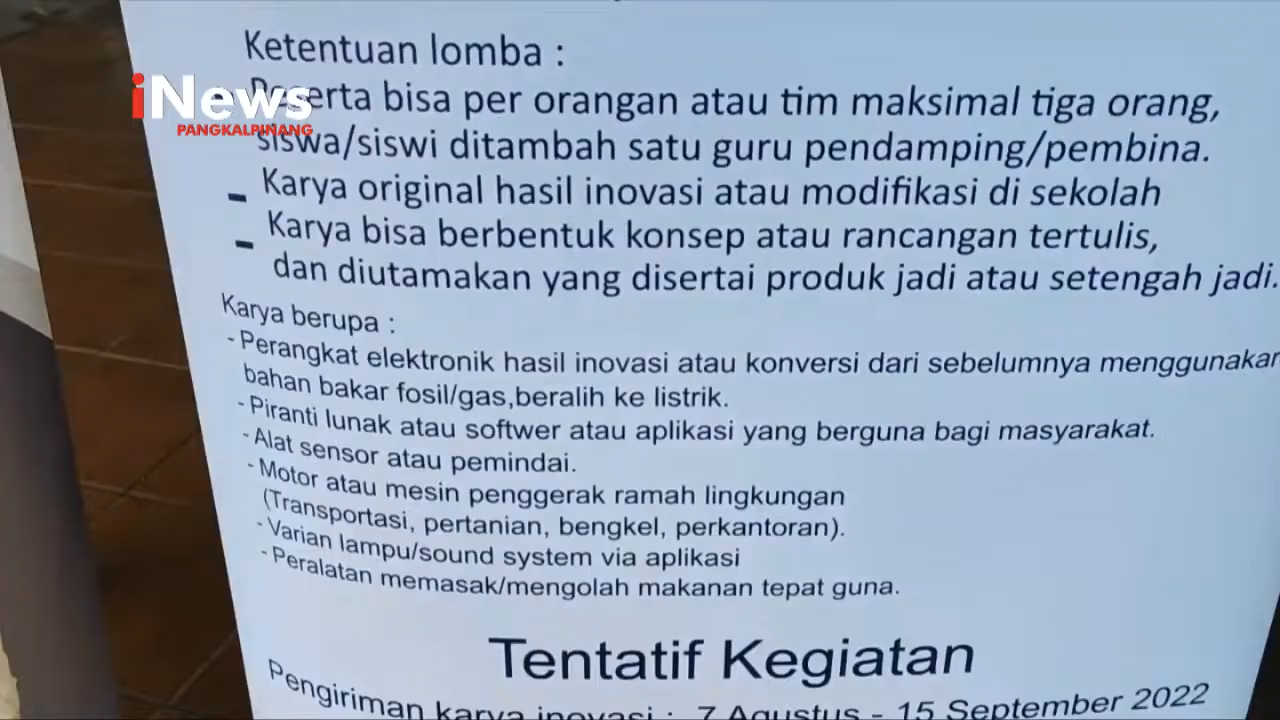 Ketentuan lomba :
iNews
PANGKALPINANG
Peserta bisa per orangan atau tim maksimal tiga orang,
siswa/siswi ditambah satu guru pendamping/pembina.
- Karya original hasil inovasi atau modifikasi di sekolah
- Karya bisa berbentuk konsep atau rancangan tertulis,
dan diutamakan yang disertai produk jadi atau setengah jadi.
Karya berupa :
- Perangkat elektronik hasil inovasi atau konversi dari sebelumnya menggunakan
bahan bakar fosil/gas,beralih ke listrik.
- Piranti lunak atau softwer atau aplikasi yang berguna bagi masyarakat.
- Alat sensor atau pemindai.
- Motor atau mesin penggerak ramah lingkungan
(Transportasi, pertanian, bengkel, perkantoran).
- Varian lampu/sound system via aplikasi
- Peralatan memasak/mengolah makanan tepat guna.
Tentatif Kegiatan
Pengiriman karya inovasi : 7 Agustus - 15 September 2022